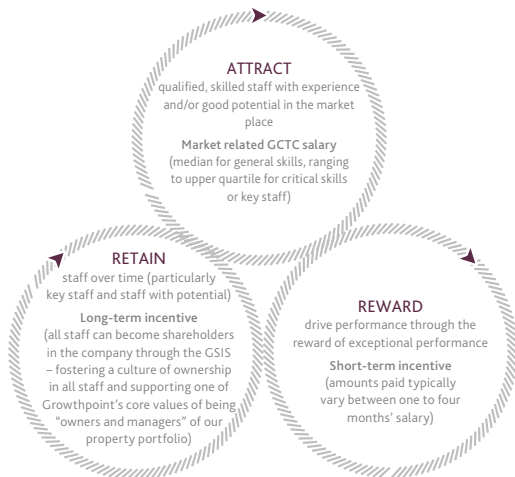 ATTRACT
qualified, skilled staff with experience
and/or good potential in the market
place
Market related GCTC salary
(median for general skills, ranging
to upper quartile for critical skills
or key staff)
RETAIN
staff over time (particularly
key staff and staff with potential)
Long-term incentive
(all staff can become shareholders
in the company through the GSIS
– fostering a culture of ownership
in all staff and supporting one of
Growthpoint's core values of being
"owners and managers" of our
property portfolio)
REWARD
drive performance through the
reward of exceptional performance
Short-term incentive
(amounts paid typically
vary between one to four
months' salary)